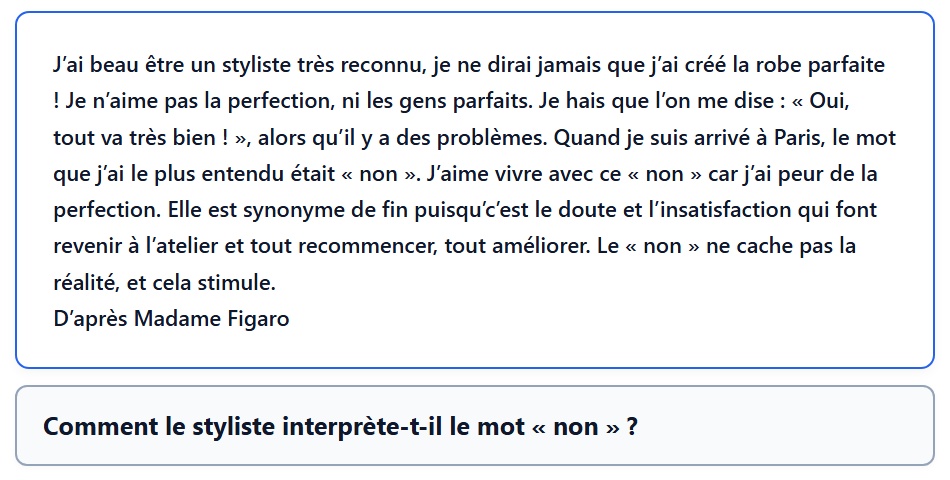 J’ai beau être un styliste très reconnu, je ne dirai jamais que j’ai créé la robe parfaite
! Je n’aime pas la perfection, ni les gens parfaits. Je hais que l’on me dise : « Oui,
tout va très bien ! », alors qu’il y a des problèmes. Quand je suis arrivé à Paris, le mot
que j’ai le plus entendu était « non ». J’aime vivre avec ce « non » car j’ai peur de la
perfection. Elle est synonyme de fin puisqu’c’est le doute et l’insatisfaction qui font
revenir à l’atelier et tout recommencer, tout améliorer. Le « non » ne cache pas la
réalité, et cela stimule.
D’après Madame Figaro
Comment le styliste interprète-t-il le mot « non » ?